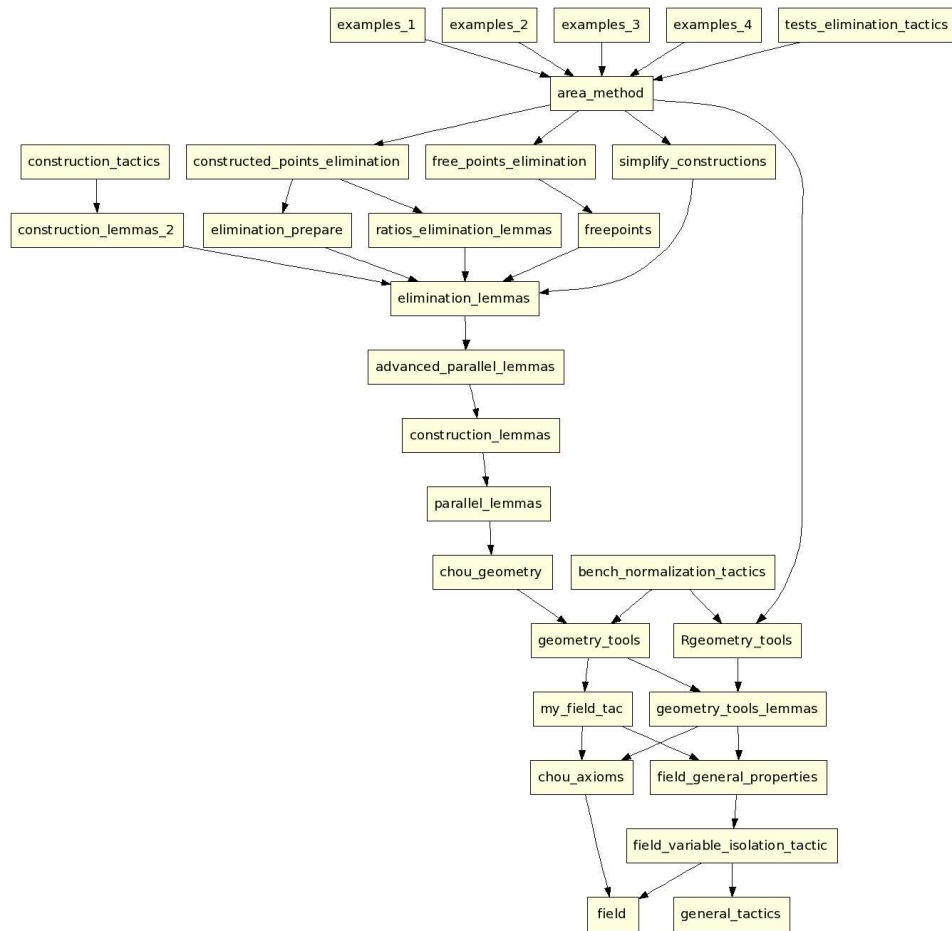 examples_1
examples_2
examples_3
examples_4
tests_elimination_tactics
area_method
construction_tactics
constructed_points_elimination
free_points_elimination
simplify_constructions
construction_lemmas_2
elimination_prepare
ratios_elimination_lemmas
freepoints
elimination_lemmas
advanced_parallel_lemmas
construction_lemmas
parallel_lemmas
chou_geometry
bench_normalization_tactics
geometry_tools
Rgeometry_tools
my_field_tac
geometry_tools_lemmas
chou_axioms
field_general_properties
field_variable_isolation_tactic
field
general_tactics